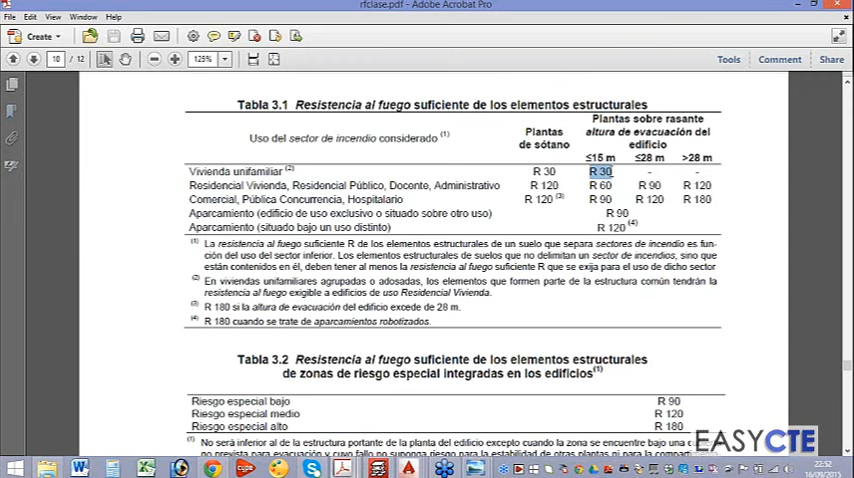 rfclase.pdf - Adobe Acrobat Pro
File Edit View Window Help
Create
10 / 12 125% Tools Comment Share
Tabla 3.1 Resistencia al fuego suficiente de los elementos estructurales
Uso del sector de incendio considerado (1) Plantas de sótano Plantas sobre rasante altura de evacuación del edificio
≤15 m ≤28 m >28 m
Vivienda unifamiliar (2) R 30 R 30 - -
Residencial Vivienda, Residencial Público, Docente, Administrativo R 120 R 60 R 90 R 120
Comercial, Pública Concurrencia, Hospitalario R 120 (3) R 90 R 120 R 180
Aparcamiento (edificio de uso exclusivo o situado sobre otro uso) R 90
Aparcamiento (situado bajo un uso distinto) R 120 (4)
(1) La resistencia al fuego suficiente R de los elementos estructurales de un suelo que separa sectores de incendio es fun-
ción del uso del sector inferior. Los elementos estructurales de suelos que no delimitan un sector de incendios, sino que
están contenidos en él, deben tener al menos la resistencia al fuego suficiente R que se exija para el uso de dicho sector
(2) En viviendas unifamiliares agrupadas o adosadas, los elementos que formen parte de la estructura común tendrán la
resistencia al fuego exigible a edificios de uso Residencial Vivienda.
(3) R 180 si la altura de evacuación del edificio excede de 28 m.
(4) R 180 cuando se trate de aparcamientos robotizados.
Tabla 3.2 Resistencia al fuego suficiente de los elementos estructurales
de zonas de riesgo especial integradas en los edificios(1)
Riesgo especial bajo R 90
Riesgo especial medio R 120
Riesgo especial alto R 180
(1) No será inferior al de la estructura portante de la planta del edificio excepto cuando la zona se encuentre bajo una
EASYCTE
22:52
16/09/2015